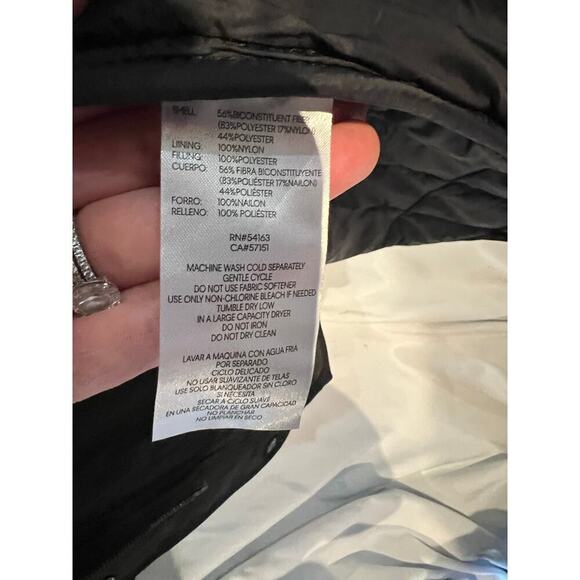 SHELL: 56%BICONSTITUENT FIBER
(83%POLYESTER 17%NYLON)
44%POLYESTER
LINING: 100%NYLON
FILLING: 100%POLYESTER
CUERPO: 56% FIBRA BICONSTITUYENTE
(83%POLIÉSTER 17%NAILON)
44%POLIÉSTER
FORRO: 100%NAILON
RELLENO: 100% POLIÉSTER
RN#54163
CA#57151
MACHINE WASH COLD SEPARATELY
GENTLE CYCLE
DO NOT USE FABRIC SOFTENER
USE ONLY NON-CHLORINE BLEACH IF NEEDED
TUMBLE DRY LOW
IN A LARGE CAPACITY DRYER
DO NOT IRON
DO NOT DRY CLEAN
LAVAR A MAQUINA CON AGUA FRIA
POR SEPARADO
CICLO DELICADO
NO USAR SUAVIZANTE DE TELAS
USE SOLO BLANQUEADOR SIN CLORO
SI NECESITA
SECAR A CICLO SUAVE
EN UNA SECADORA DE GRAN CAPACIDAD
NO PLANCHAR
NO LIMPIAR EN SECO